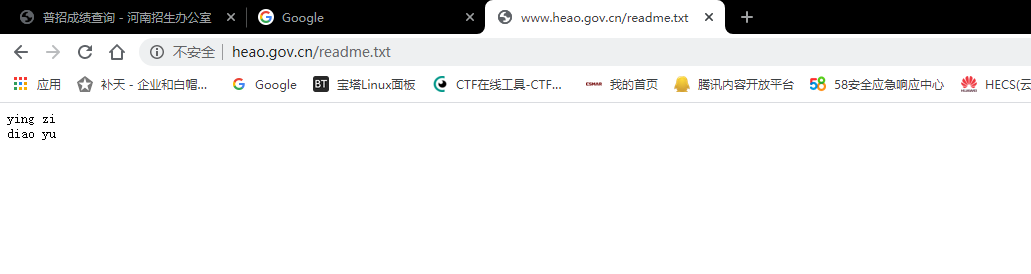 普招成绩查询 - 河南招生办公室
Google
www.heao.gov.cn/readme.txt
不安全 | heao.gov.cn/readme.txt
应用
补天 - 企业和白帽...
Google
BT 宝塔Linux面板
CTF在线工具-CTF...
CSMAR 我的首页
腾讯内容开放平台
58 58安全应急响应中心
HUAWEI HECS(云
ying zi
diao yu